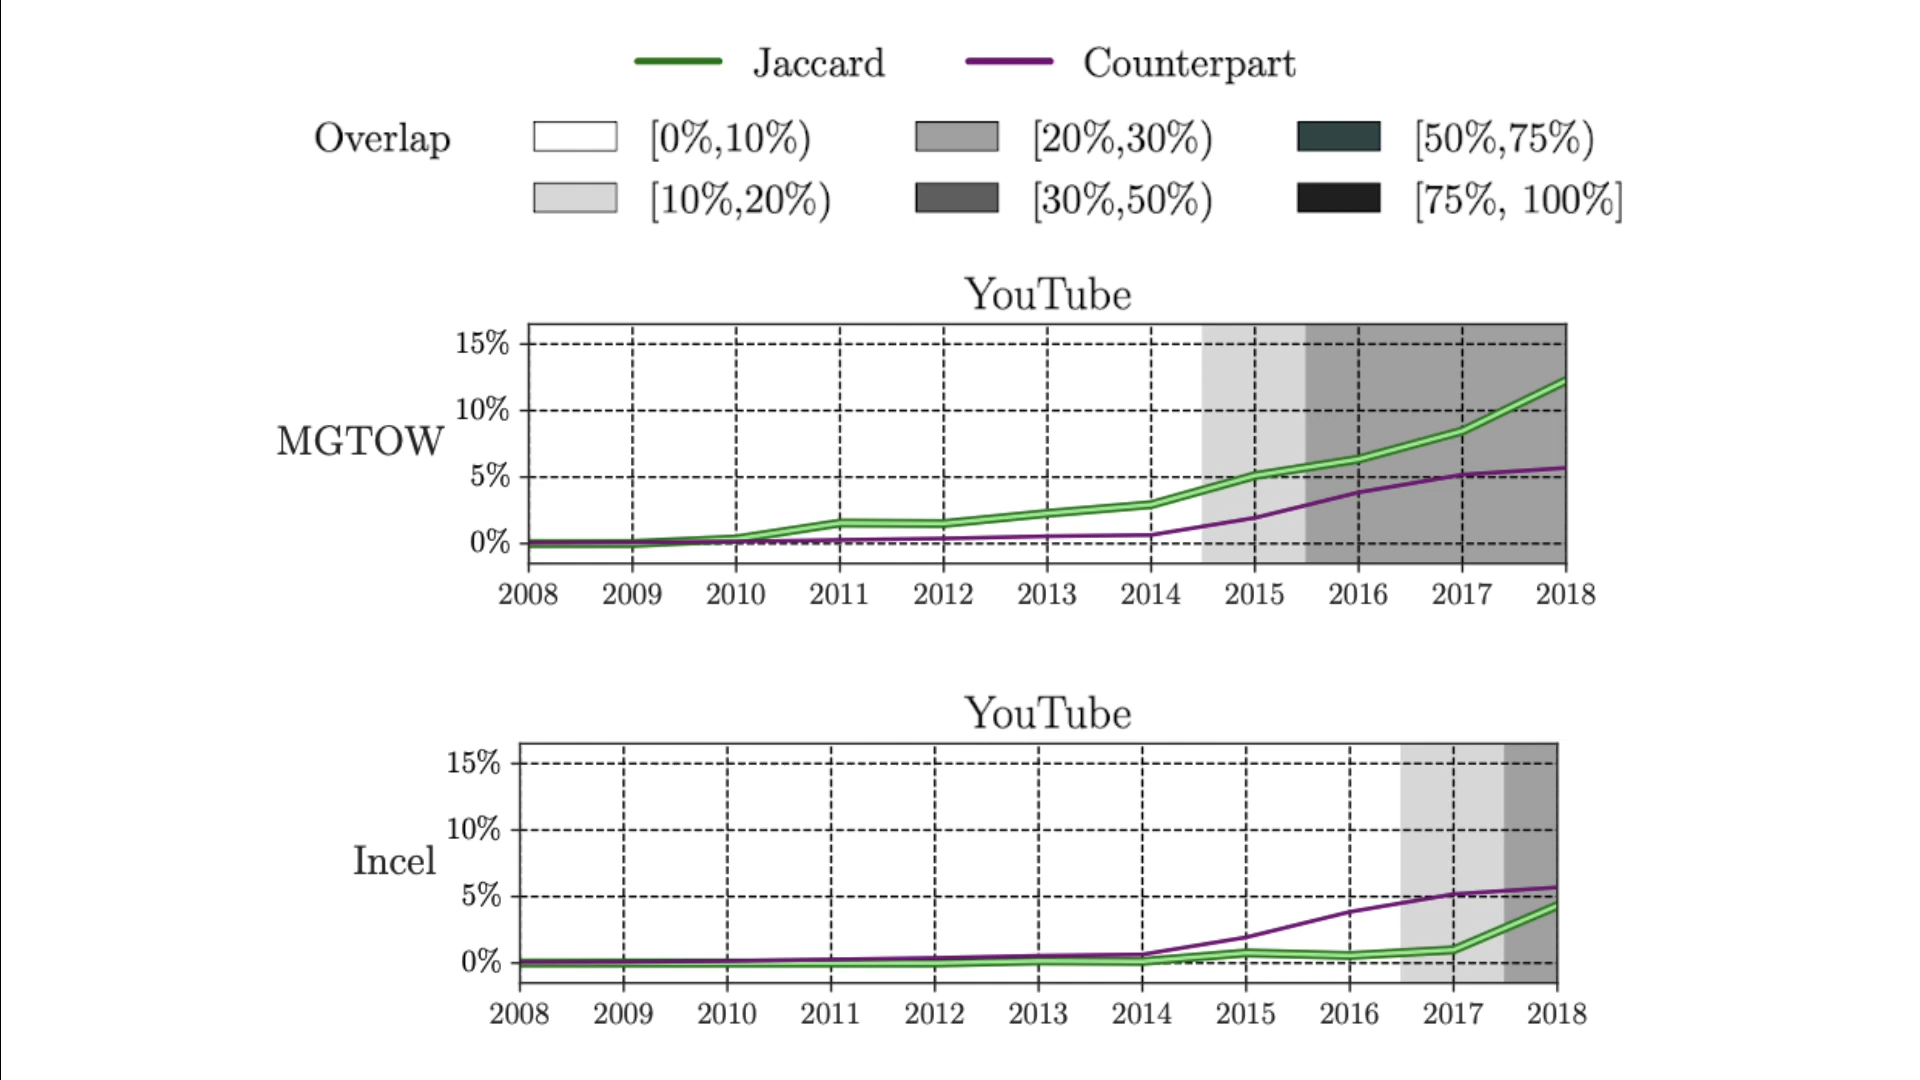 Jaccard Counterpart
Overlap [0%,10%) [20%,30%) [50%,75%)
[10%,20%) [30%,50%) [75%, 100%]
YouTube
15%
10%
MGTOW
5%
0%
2008 2009 2010 2011 2012 2013 2014 2015 2016 2017 2018
YouTube
15%
10%
Incel
5%
0%
2008 2009 2010 2011 2012 2013 2014 2015 2016 2017 2018